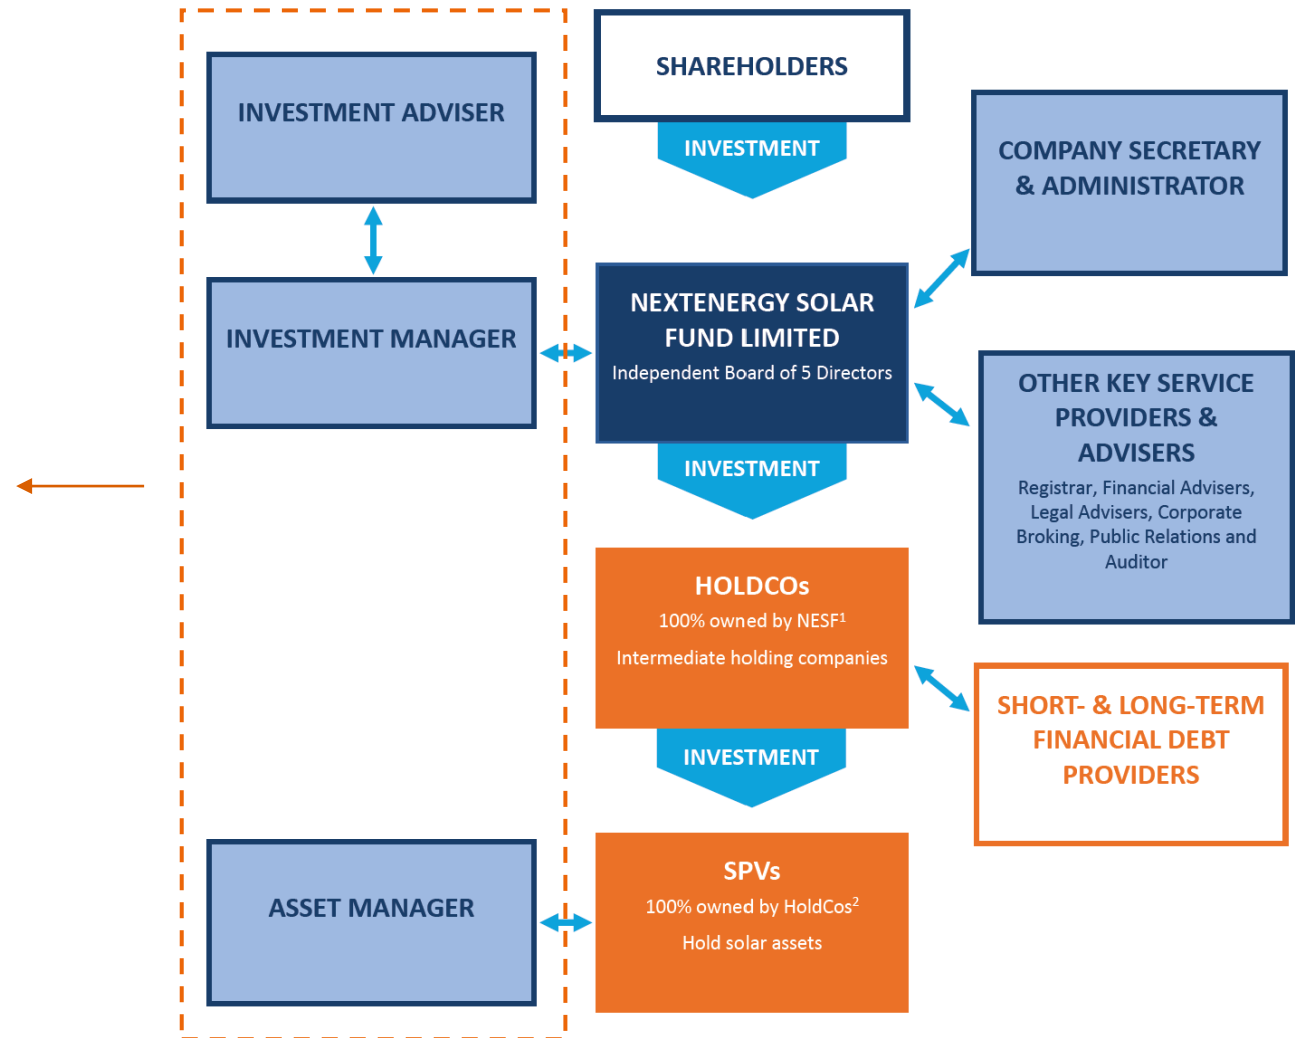 INVESTMENT ADVISER
INVESTMENT MANAGER
ASSET MANAGER
SHAREHOLDERS
INVESTMENT
NEXTENERGY SOLAR
FUND LIMITED
Independent Board of 5 Directors
INVESTMENT
HOLDCOs
100% owned by NESF¹
Intermediate holding companies
INVESTMENT
SPVs
100% owned by HoldCos²
Hold solar assets
COMPANY SECRETARY
& ADMINISTRATOR
OTHER KEY SERVICE
PROVIDERS &
ADVISERS
Registrar, Financial Advisers,
Legal Advisers, Corporate
Broking, Public Relations and
Auditor
SHORT- & LONG-TERM
FINANCIAL DEBT
PROVIDERS